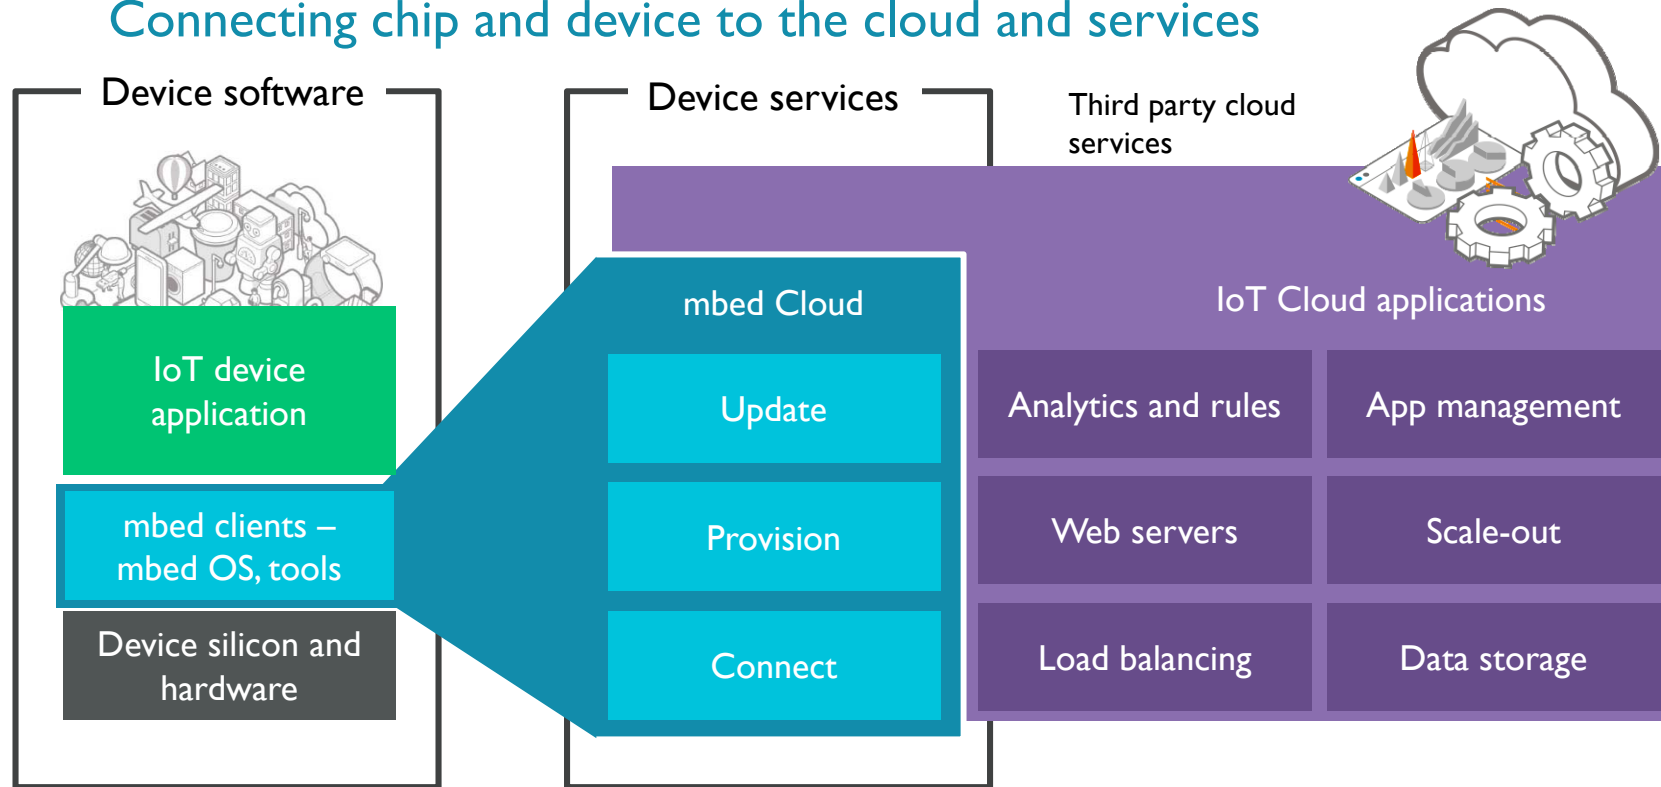 Connecting chip and device to the cloud and services
Device software
Device services
Third party cloud
services
IoT device
application
mbed clients –
mbed OS, tools
Device silicon and
hardware
mbed Cloud
Update
Provision
Connect
IoT Cloud applications
Analytics and rules
App management
Web servers
Scale-out
Load balancing
Data storage